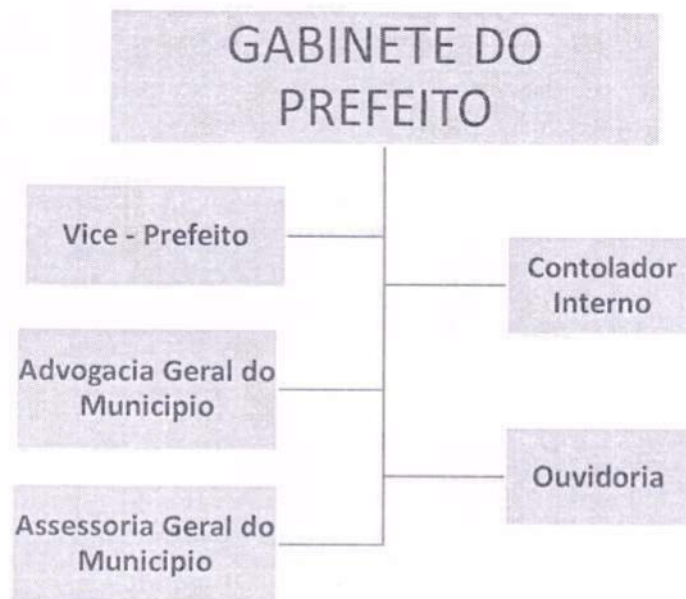 GABINETE DO
PREFEITO
Vice - Prefeito
Contolador
Interno
Advogacia Geral do
Municipio
Ouvidoria
Assessoria Geral do
Municipio